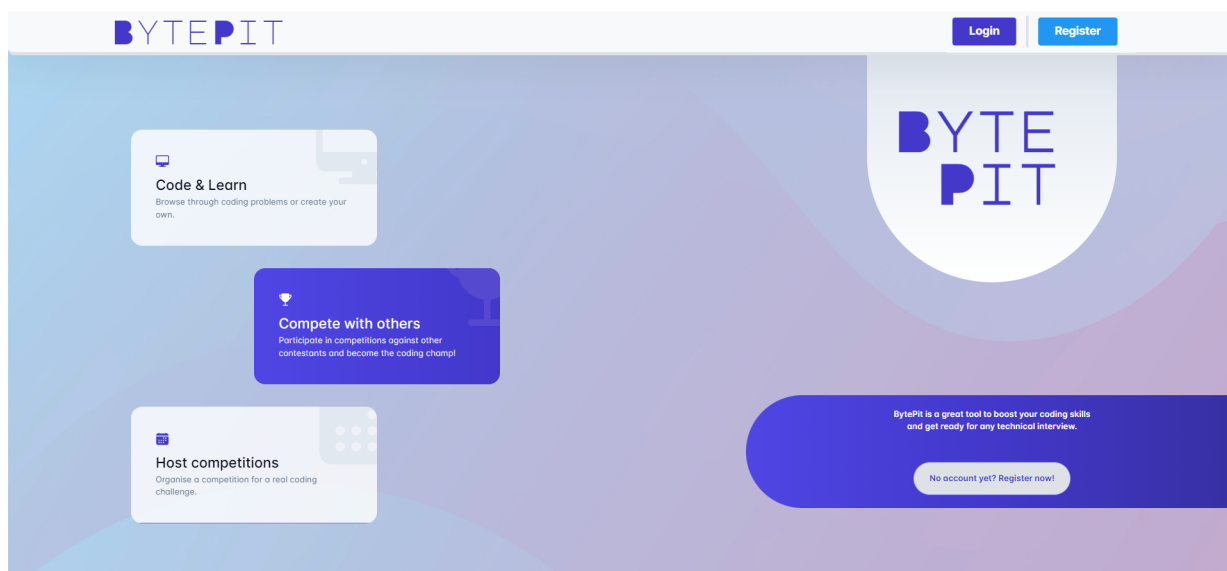 BYTEPIT
Login
Register
BYTE
PIT
Code & Learn
Browse through coding problems or create your
own.
Compete with others
Participate in competitions against other
contestants and become the coding champ!
Host competitions
Organise a competition for a real coding
challenge.
BytePit is a great tool to boost your coding skills
and get ready for any technical interview.
No account yet? Register now!